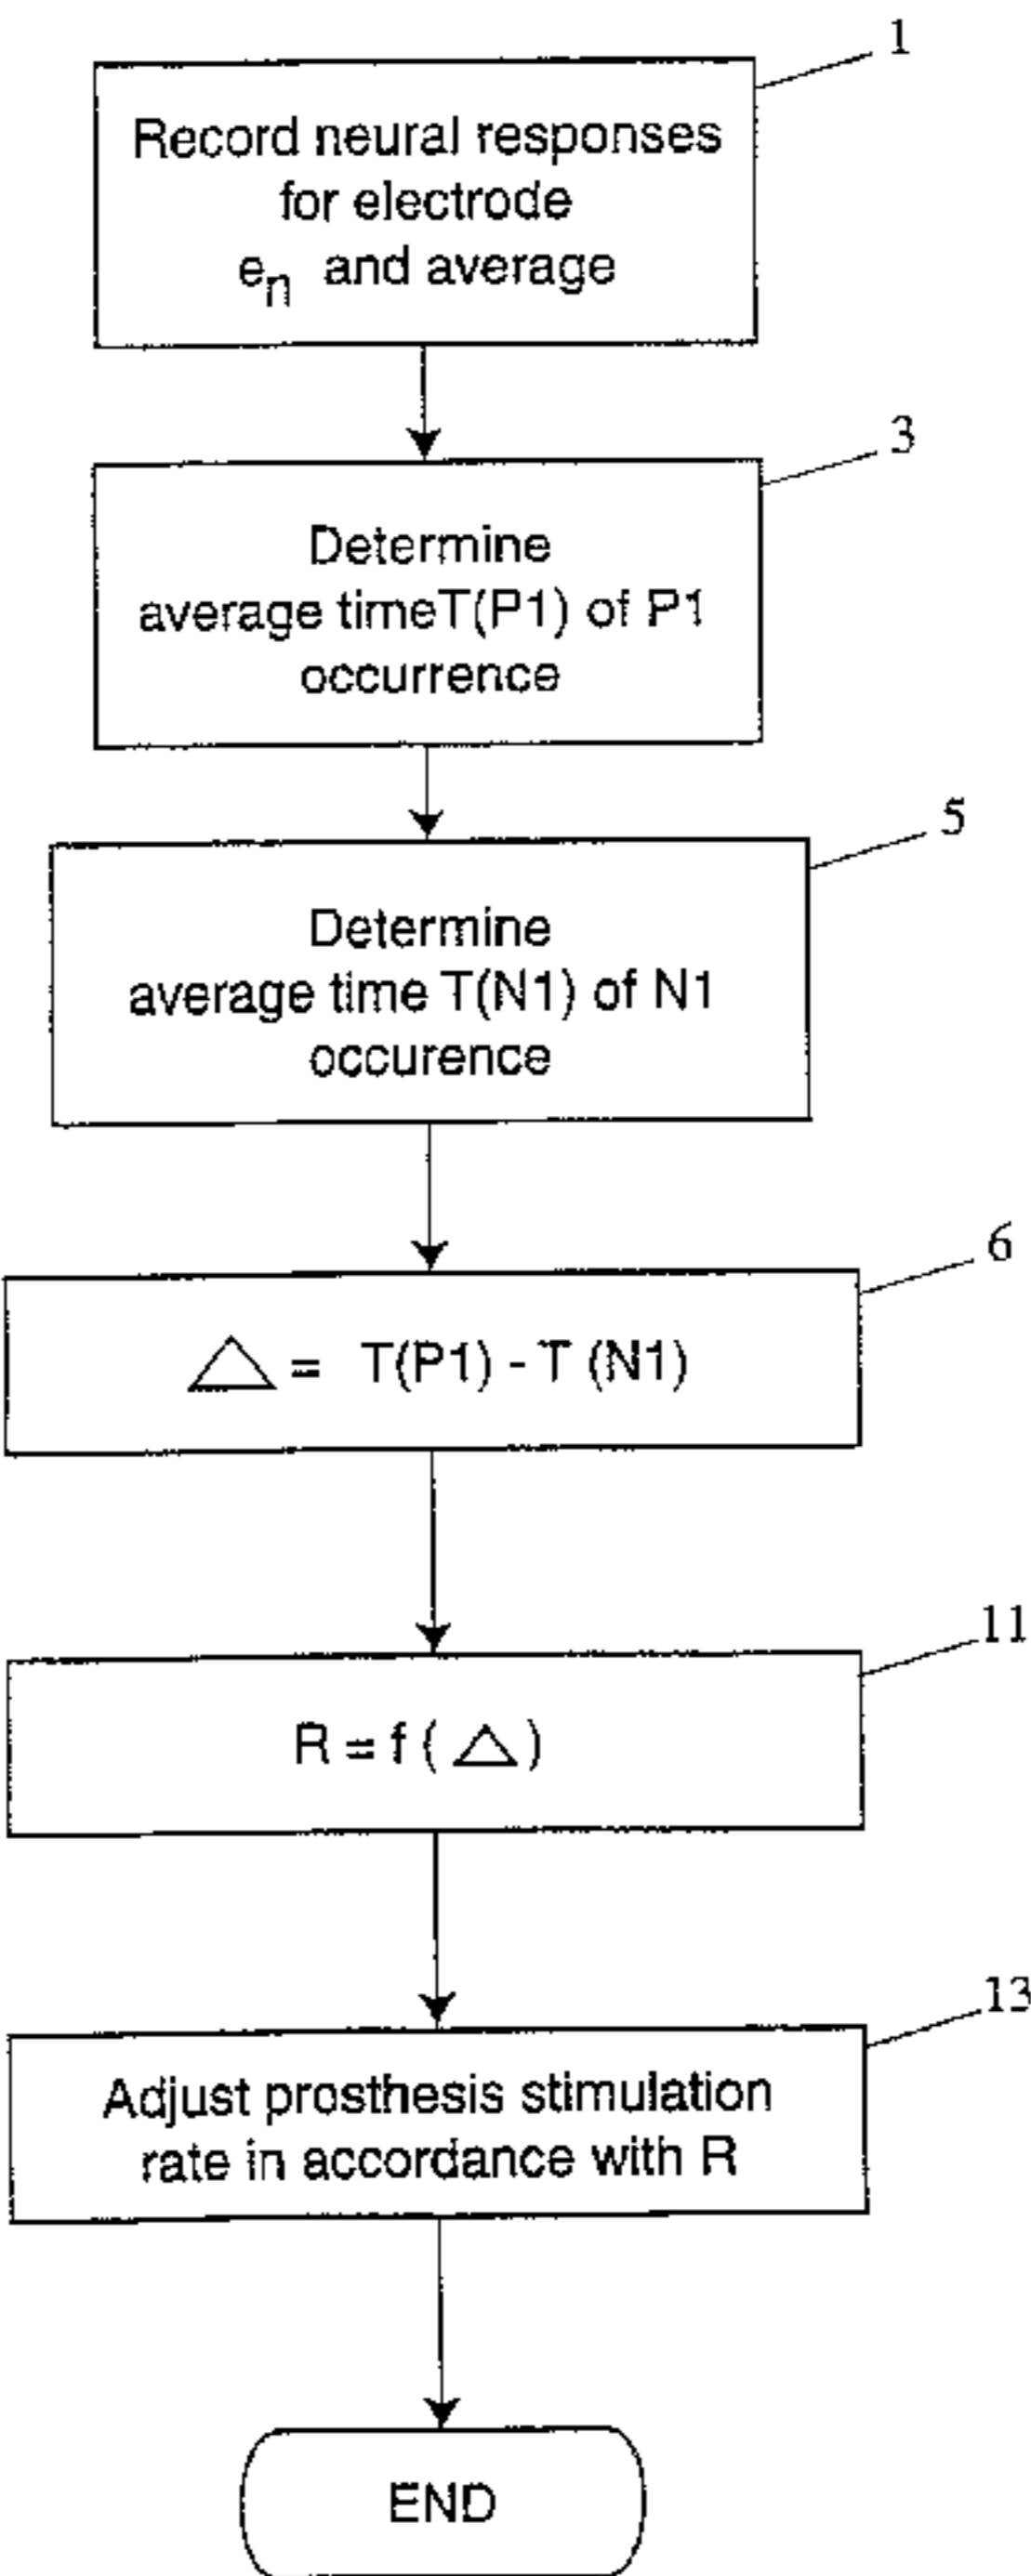 1
Record neural responses
for electrode
en and average
3
Determine
average timeT(P1) of P1
occurrence
5
Determine
average time T(N1) of N1
occurence
6
△ = T(P1) - T (N1)
11
R = f ( △ )
13
Adjust prosthesis stimulation
rate in accordance with R
END